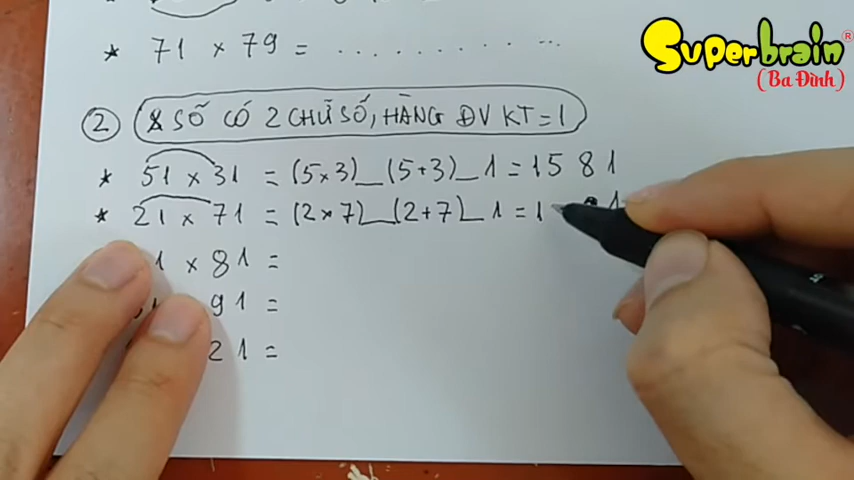 Superbrain®
(Ba Đình)
* 71 x 79 = ...............
② 2 SỐ CÓ 2 CHỮ SỐ, HÀNG ĐV KT=1
* 51 x 31 = (5x3)_(5+3)_1 = 1581
* 21 x 71 = (2x7)_(2+7)_1 = 1
1 x 81 =
91 =
21 =